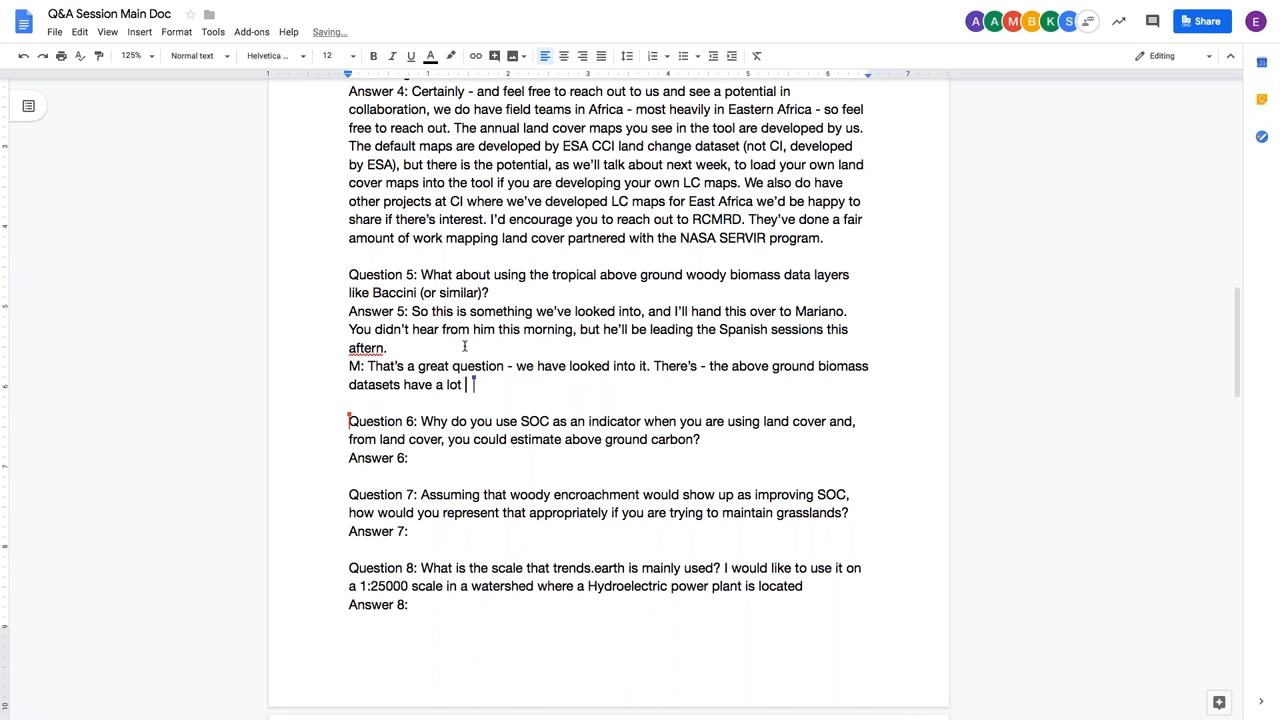 Q&A Session Main Doc
A A M B K S
Share
E
File Edit View Insert Format Tools Add-ons Help Saving...
125% Normal text Helvetica ... 12 B I U A Editing
1 1 2 3 4 5 6 7
Answer 4: Certainly - and feel free to reach out to us and see a potential in
collaboration, we do have field teams in Africa - most heavily in Eastern Africa - so feel
free to reach out. The annual land cover maps you see in the tool are developed by us.
The default maps are developed by ESA CCI land change dataset (not CI, developed
by ESA), but there is the potential, as we'll talk about next week, to load your own land
cover maps into the tool if you are developing your own LC maps. We also do have
other projects at CI where we've developed LC maps for East Africa we'd be happy to
share if there's interest. I'd encourage you to reach out to RCMRD. They've done a fair
amount of work mapping land cover partnered with the NASA SERVIR program.
Question 5: What about using the tropical above ground woody biomass data layers
like Baccini (or similar)?
Answer 5: So this is something we've looked into, and I'll hand this over to Mariano.
You didn't hear from him this morning, but he'll be leading the Spanish sessions this
aftern.
M: That's a great question - we have looked into it. There's - the above ground biomass
datasets have a lot
Question 6: Why do you use SOC as an indicator when you are using land cover and,
from land cover, you could estimate above ground carbon?
Answer 6:
Question 7: Assuming that woody encroachment would show up as improving SOC,
how would you represent that appropriately if you are trying to maintain grasslands?
Answer 7:
Question 8: What is the scale that trends.earth is mainly used? I would like to use it on
a 1:25000 scale in a watershed where a Hydroelectric power plant is located
Answer 8: